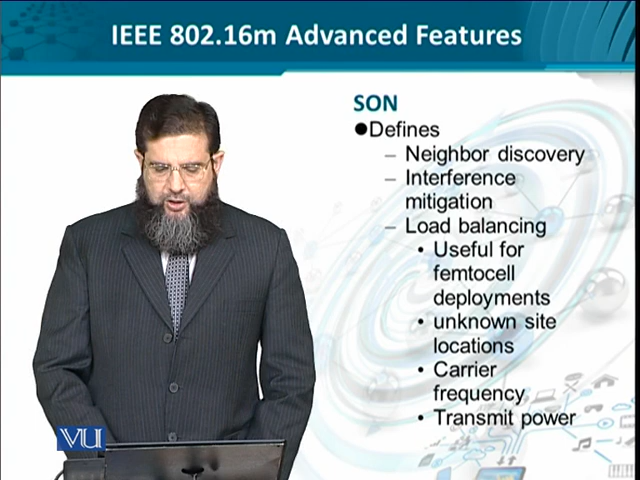 IEEE 802.16m Advanced Features
SON
●Defines
– Neighbor discovery
– Interference
mitigation
– Load balancing
• Useful for
femtocell
deployments
• unknown site
locations
• Carrier
frequency
• Transmit power
VU